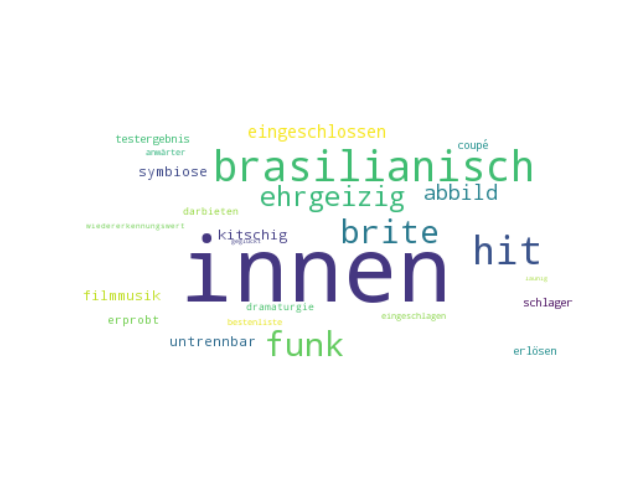 eingeschlossen
testergebnis
coupé
anwärter
brasilianisch
symbiose
ehrgeizig
abbild
darbieten
wiedererkennungswert
brite
kitschig
hit
innen
filmmusik
schlager
dramaturgie
eingeschlagen
erprobt
bestenliste
funk
untrennbar
erlösen